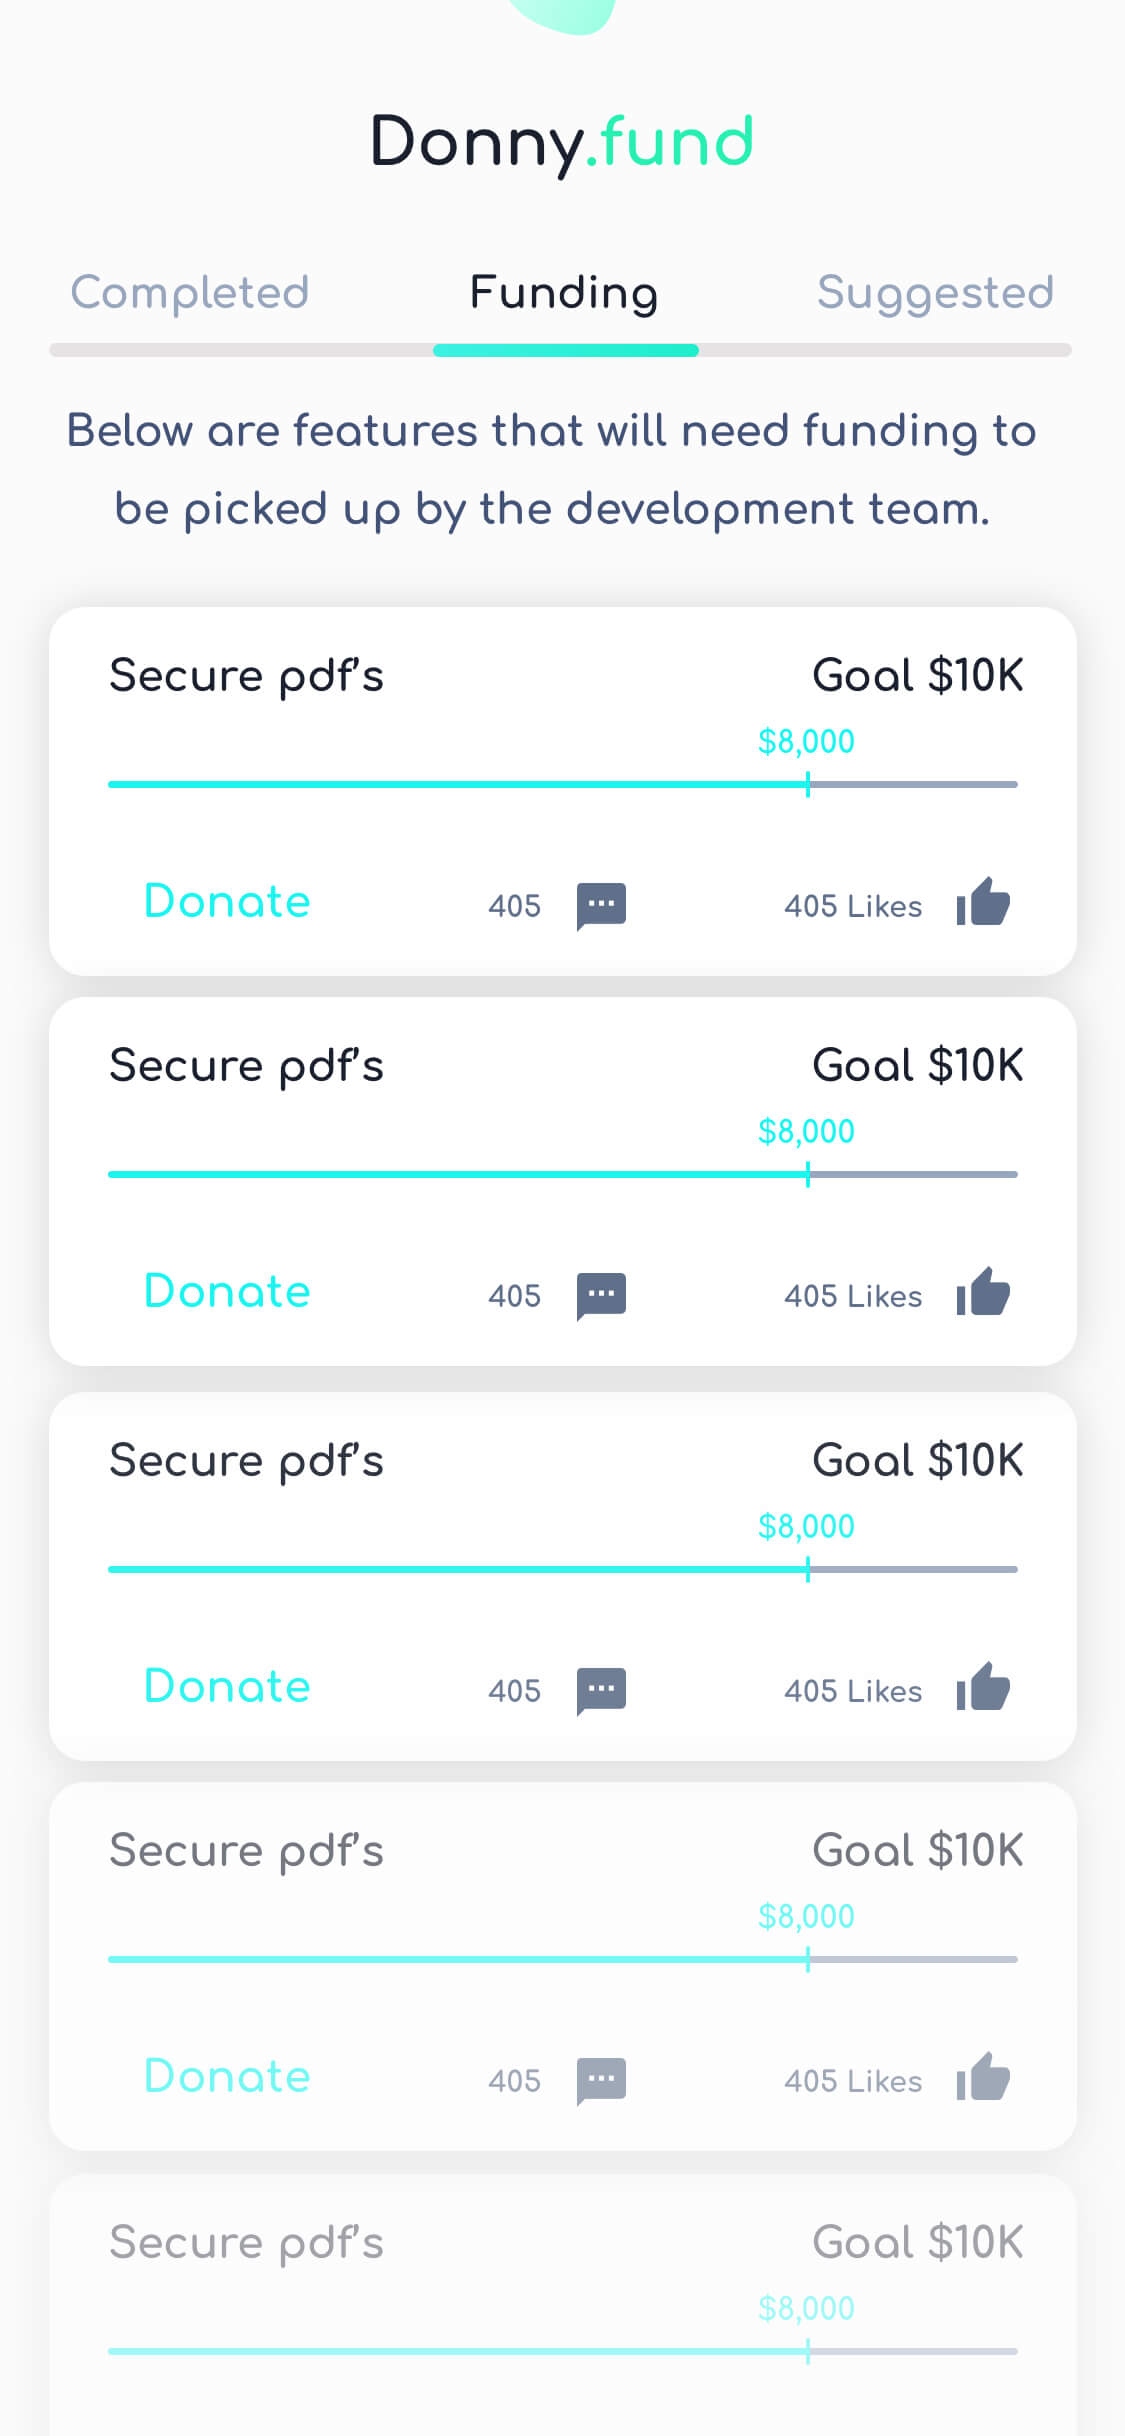 Donny.fund
Completed Funding Suggested
Below are features that will need funding to
be picked up by the development team.
Secure pdf's Goal $10K
$8,000
Donate 405 405 Likes
Secure pdf's Goal $10K
$8,000
Donate 405 405 Likes
Secure pdf's Goal $10K
$8,000
Donate 405 405 Likes
Secure pdf's Goal $10K
$8,000
Donate 405 405 Likes
Secure pdf's Goal $10K
$8,000